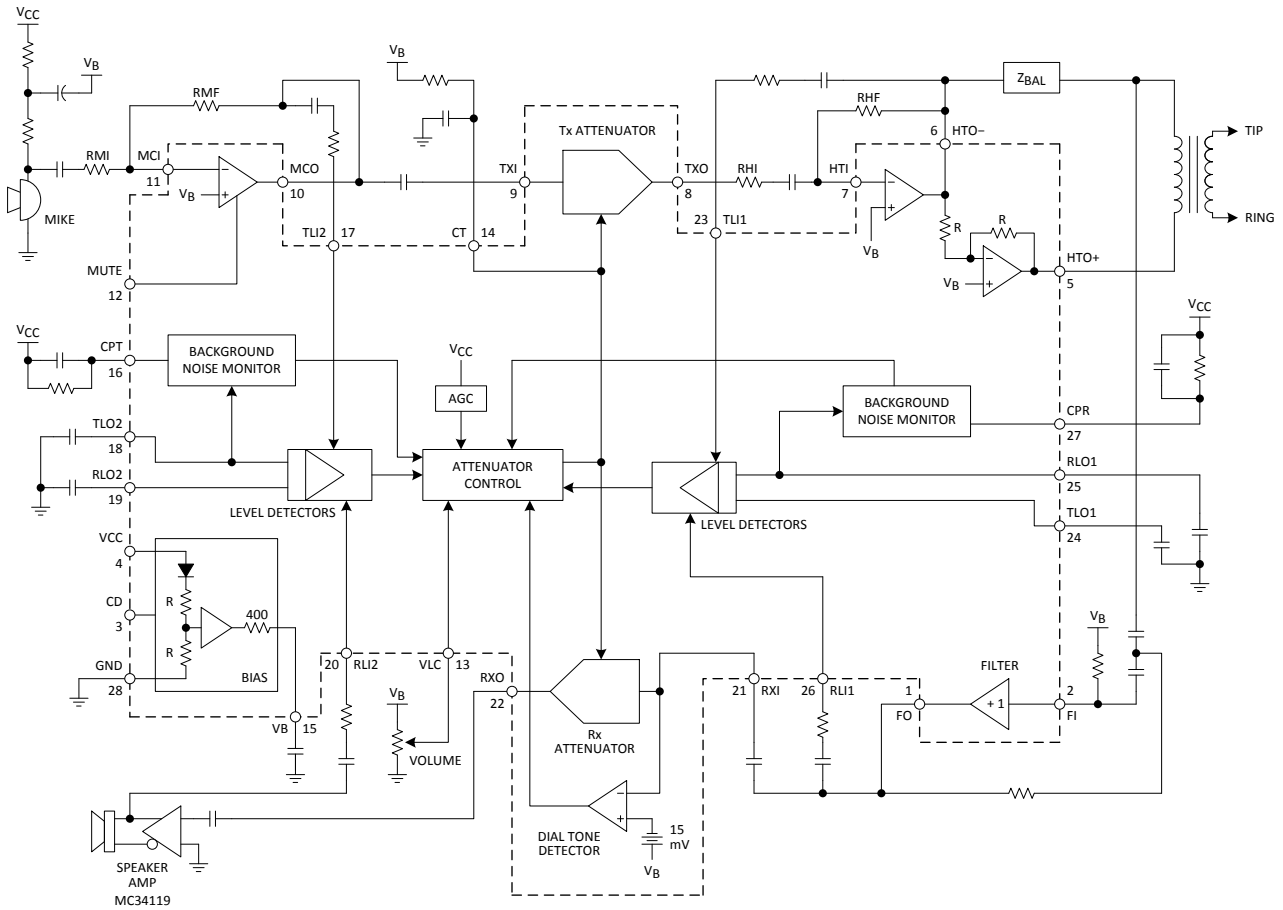 VCC
VB
RMF
RMI
MCI
11
VB
MCO
10
MIKE
TLI2
17
MUTE
12
VB
CT
14
TXI
9
Tx ATTENUATOR
TXO
8
RHI
RHF
HTI
7
23
TLI1
6
HTO−
ZBAL
VB
R
R
VB
HTO+
5
TIP
RING
VCC
VCC
CPT
16
BACKGROUND
NOISE MONITOR
VCC
AGC
BACKGROUND
NOISE MONITOR
CPR
27
TLO2
18
RLO2
19
LEVEL DETECTORS
ATTENUATOR
CONTROL
LEVEL DETECTORS
RLO1
25
TLO1
24
VCC
4
CD
3
GND
28
R
R
400
BIAS
VB
15
20
RLI2
VLC
13
RXO
22
Rx
ATTENUATOR
21
RXI
26
RLI1
1
FO
FILTER
+ 1
2
FI
VB
VB
VOLUME
DIAL TONE
DETECTOR
−
+
15
mV
VB
SPEAKER
AMP
MC34119